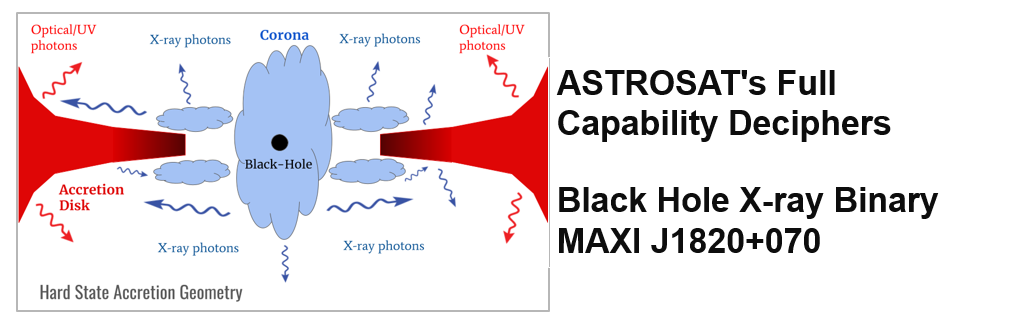 Optical/UV
photons
X-ray photons
Corona
X-ray photons
Optical/UV
photons
Black-Hole
Accretion
Disk
X-ray photons
X-ray photons
Hard State Accretion Geometry
ASTROSAT's Full
Capability Deciphers
Black Hole X-ray Binary
MAXI J1820+070